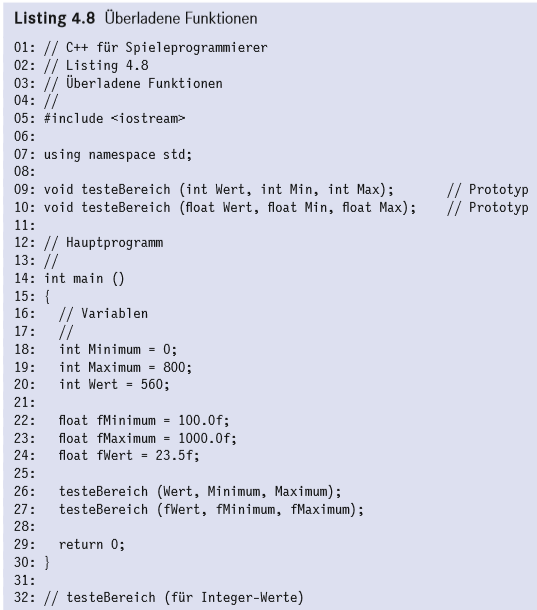 Listing 4.8 Überladene Funktionen
01: // C++ für Spieleprogrammierer
02: // Listing 4.8
03: // Überladene Funktionen
04: //
05: #include <iostream>
06:
07: using namespace std;
08:
09: void testeBereich (int Wert, int Min, int Max); // Prototyp
10: void testeBereich (float Wert, float Min, float Max); // Prototyp
11:
12: // Hauptprogramm
13: //
14: int main ()
15: {
16: // Variablen
17: //
18: int Minimum = 0;
19: int Maximum = 800;
20: int Wert = 560;
21:
22: float fMinimum = 100.0f;
23: float fMaximum = 1000.0f;
24: float fWert = 23.5f;
25:
26: testeBereich (Wert, Minimum, Maximum);
27: testeBereich (fWert, fMinimum, fMaximum);
28:
29: return 0;
30: }
31:
32: // testeBereich (für Integer-Werte)